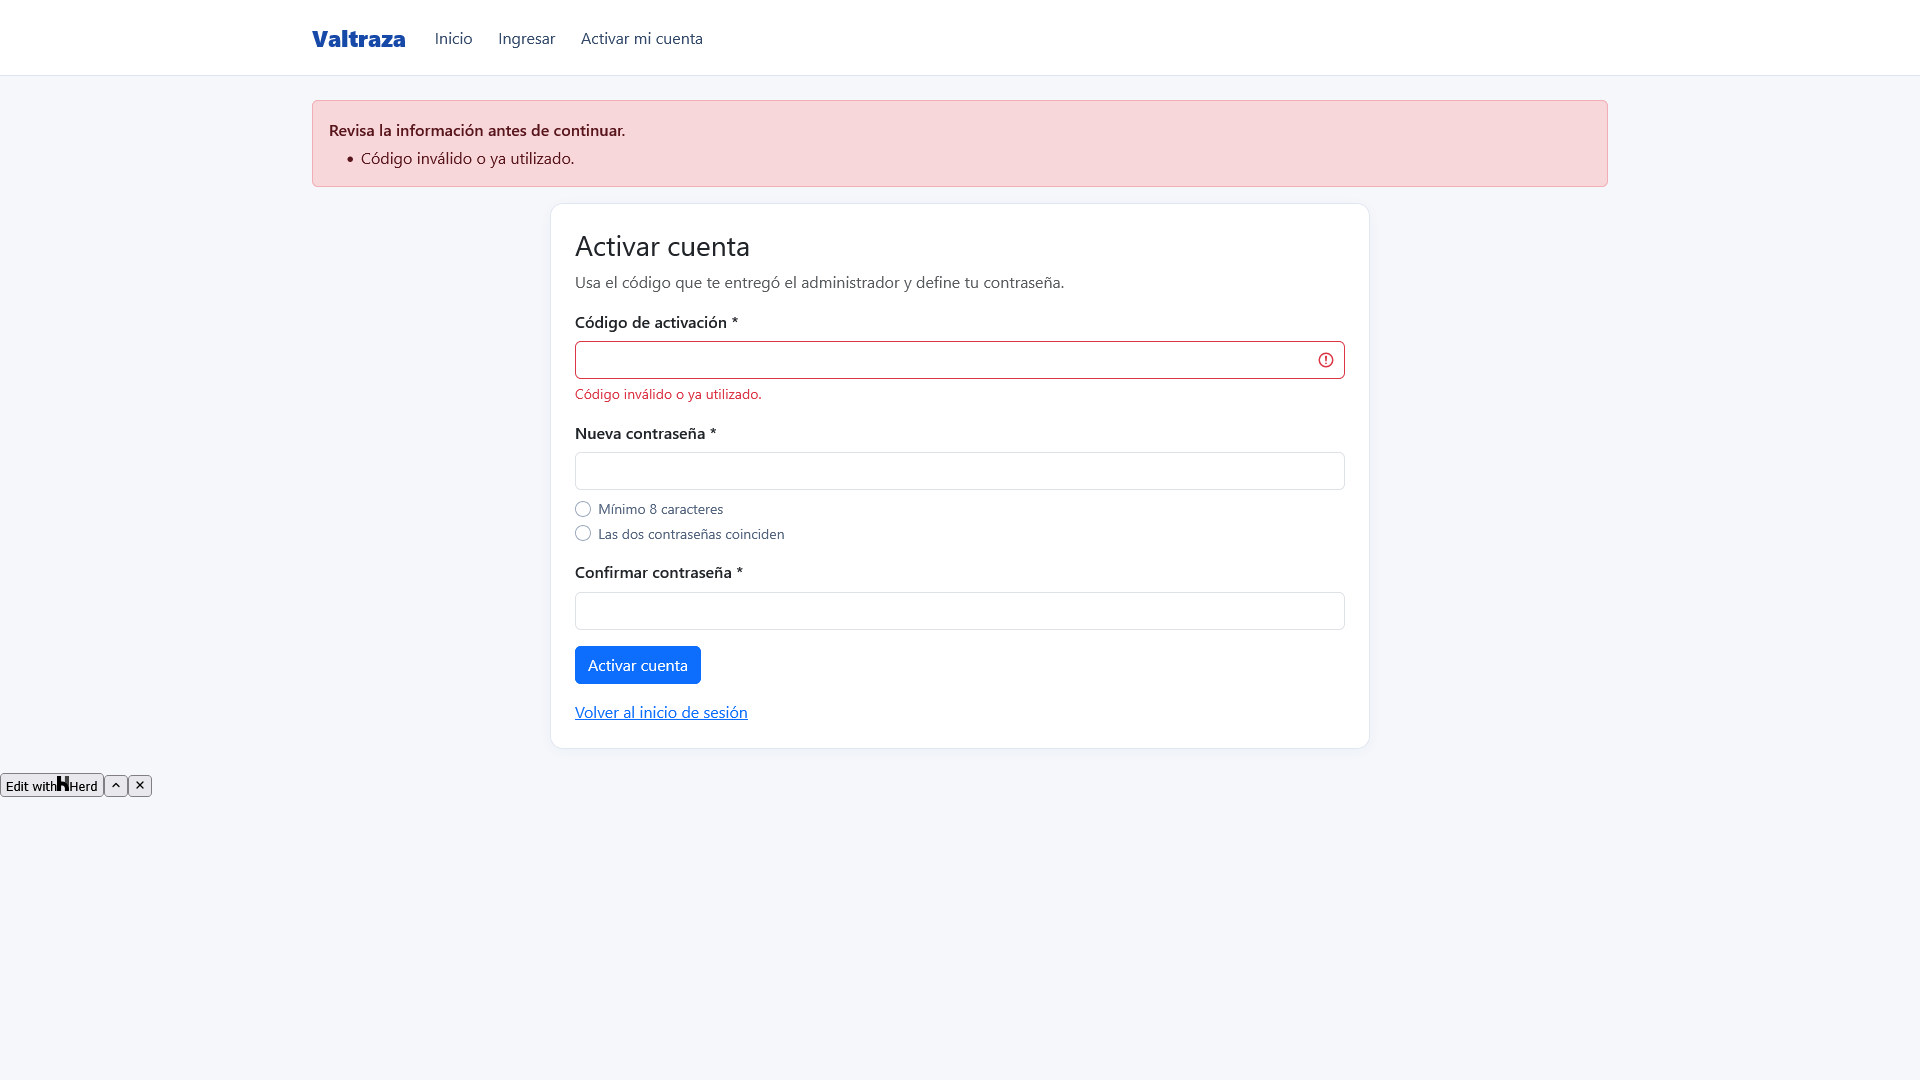 Valtraza Inicio Ingresar Activar mi cuenta
Revisa la información antes de continuar.
• Código inválido o ya utilizado.
Activar cuenta
Usa el código que te entregó el administrador y define tu contraseña.
Código de activación *
Código inválido o ya utilizado.
Nueva contraseña *
Mínimo 8 caracteres
Las dos contraseñas coinciden
Confirmar contraseña *
Activar cuenta
Volver al inicio de sesión
Edit with Herd